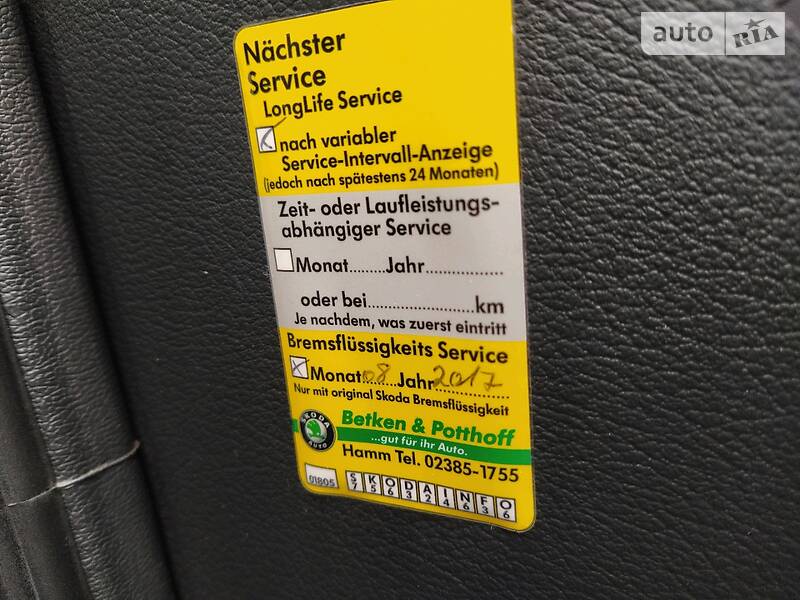 auto RIA
Nächster
Service
LongLife Service
nach variabler
Service-Intervall-Anzeige
(jedoch nach spätestens 24 Monaten)
Zeit- oder Laufleistungs-
abhängiger Service
Monat........Jahr..................
oder bei........................km
Je nachdem, was zuerst eintritt
Bremsflüssigkeits Service
Monat 08 Jahr 2017
Nur mit original Skoda Bremsflüssigkeit
SKODA AUTO
Betken & Potthoff
...gut für ihr Auto.
Hamm Tel. 02385-1755
01805 SKODAINFO
756324636